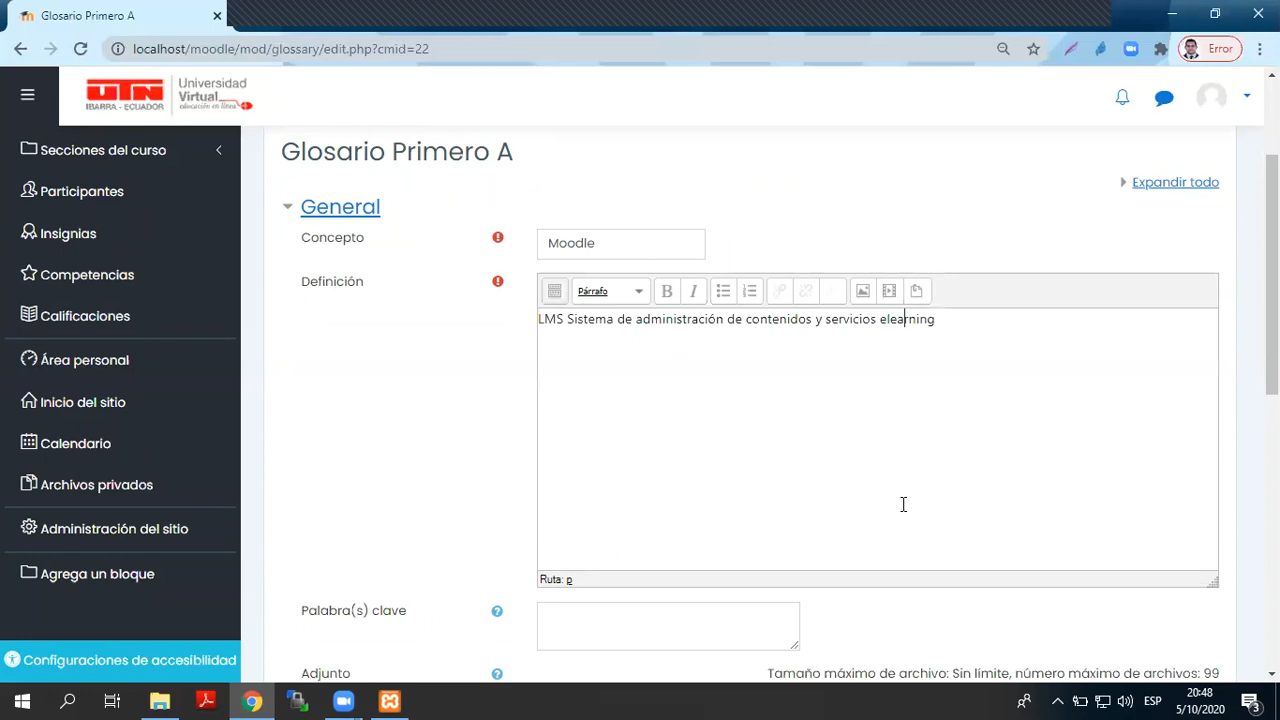 Glosario Primero A
localhost/moodle/mod/glossary/edit.php?cmid=22
Error
UTN
IBARRA - ECUADOR
Universidad
Virtual
educación en línea
Secciones del curso
Participantes
Insignias
Competencias
Calificaciones
Área personal
Inicio del sitio
Calendario
Archivos privados
Administración del sitio
Agrega un bloque
Configuraciones de accesibilidad
Glosario Primero A
Expandir todo
General
Concepto
Moodle
Definición
Párrafo
B I
LMS Sistema de administración de contenidos y servicios elearning
Ruta: p
Palabra(s) clave
Adjunto
Tamaño máximo de archivo: Sin límite, número máximo de archivos: 99
ESP
20:48
5/10/2020
3